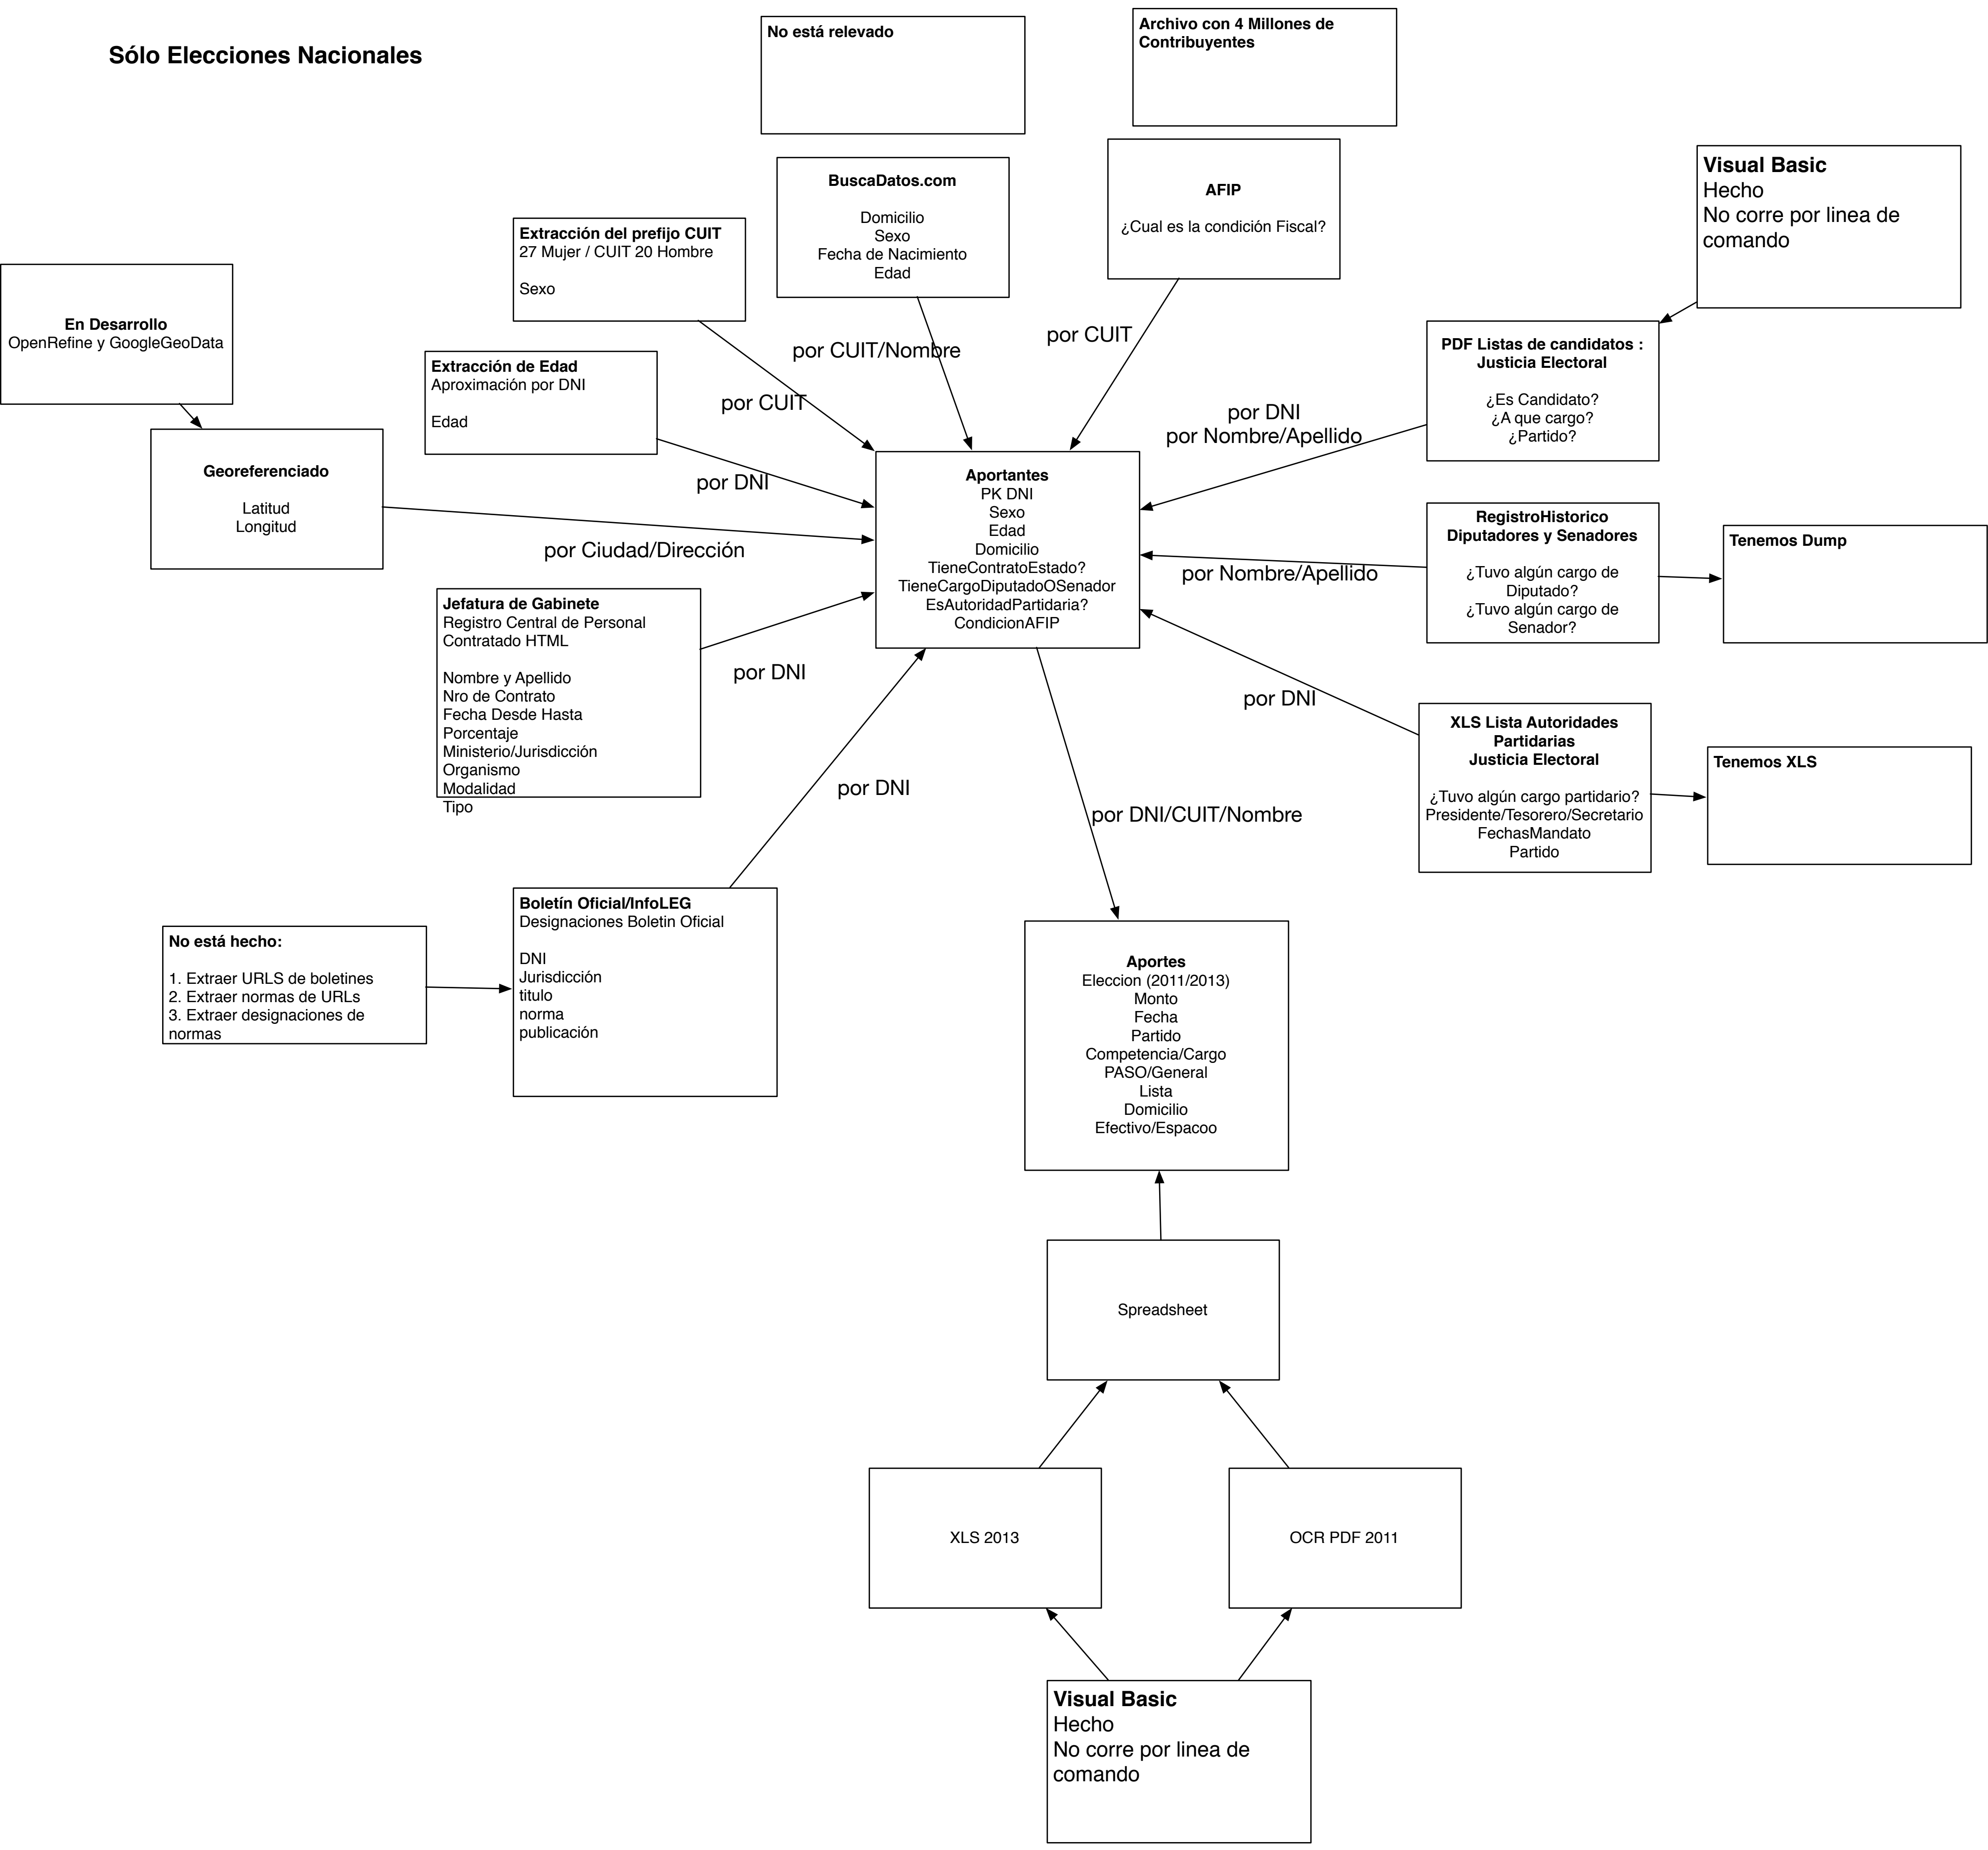 Sólo Elecciones Nacionales
No está relevado
Archivo con 4 Millones de
Contribuyentes
Visual Basic
Hecho
No corre por linea de
comando
BuscaDatos.com
Domicilio
Sexo
Fecha de Nacimiento
Edad
AFIP
¿Cual es la condición Fiscal?
Extracción del prefijo CUIT
27 Mujer / CUIT 20 Hombre
Sexo
En Desarrollo
OpenRefine y GoogleGeoData
Extracción de Edad
Aproximación por DNI
Edad
por CUIT/Nombre
por CUIT
por CUIT
PDF Listas de candidatos :
Justicia Electoral
¿Es Candidato?
¿A que cargo?
¿Partido?
por DNI
por Nombre/Apellido
Georeferenciado
Latitud
Longitud
por DNI
por Ciudad/Dirección
Aportantes
PK DNI
Sexo
Edad
Domicilio
TieneContratoEstado?
TieneCargoDiputadoOSenador
EsAutoridadPartidaria?
CondicionAFIP
RegistroHistorico
Diputadores y Senadores
¿Tuvo algún cargo de
Diputado?
¿Tuvo algún cargo de
Senador?
Tenemos Dump
por Nombre/Apellido
Jefatura de Gabinete
Registro Central de Personal
Contratado HTML
Nombre y Apellido
Nro de Contrato
Fecha Desde Hasta
Porcentaje
Ministerio/Jurisdicción
Organismo
Modalidad
Tipo
por DNI
por DNI
XLS Lista Autoridades
Partidarias
Justicia Electoral
¿Tuvo algún cargo partidario?
Presidente/Tesorero/Secretario
FechasMandato
Partido
Tenemos XLS
por DNI
por DNI/CUIT/Nombre
No está hecho:
1. Extraer URLS de boletines
2. Extraer normas de URLs
3. Extraer designaciones de
normas
Boletín Oficial/InfoLEG
Designaciones Boletin Oficial
DNI
Jurisdicción
titulo
norma
publicación
Aportes
Eleccion (2011/2013)
Monto
Fecha
Partido
Competencia/Cargo
PASO/General
Lista
Domicilio
Efectivo/Espacoo
Spreadsheet
XLS 2013
OCR PDF 2011
Visual Basic
Hecho
No corre por linea de
comando